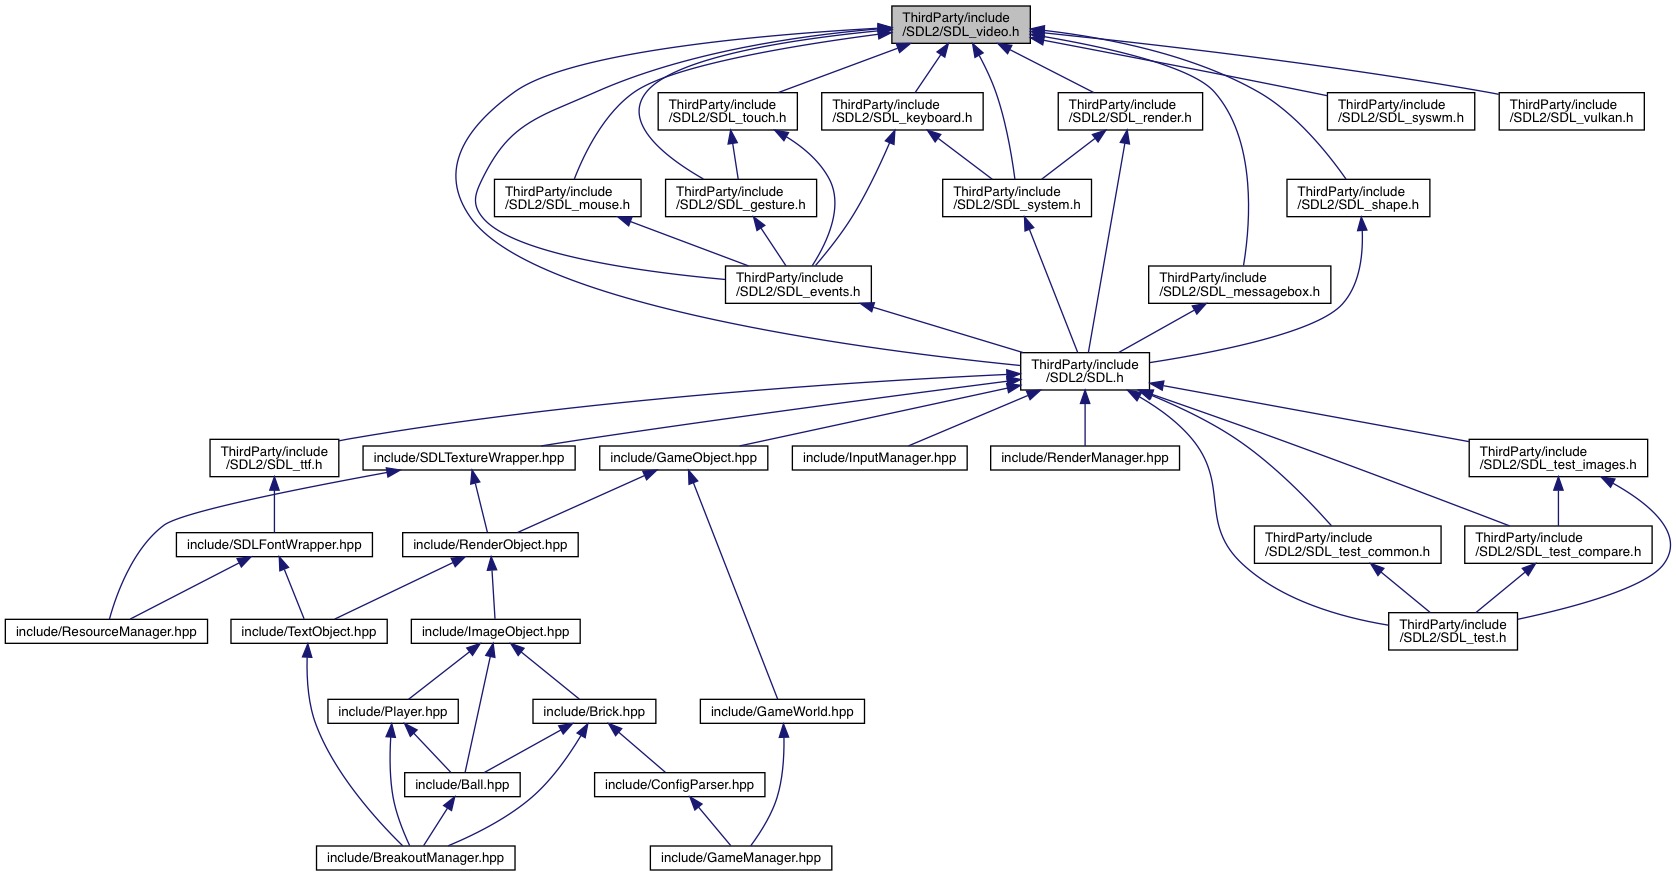 ThirdParty/include
/SDL2/SDL_video.h
ThirdParty/include
/SDL2/SDL_touch.h
ThirdParty/include
/SDL2/SDL_keyboard.h
ThirdParty/include
/SDL2/SDL_render.h
ThirdParty/include
/SDL2/SDL_syswm.h
ThirdParty/include
/SDL2/SDL_vulkan.h
ThirdParty/include
/SDL2/SDL_mouse.h
ThirdParty/include
/SDL2/SDL_gesture.h
ThirdParty/include
/SDL2/SDL_system.h
ThirdParty/include
/SDL2/SDL_shape.h
ThirdParty/include
/SDL2/SDL_events.h
ThirdParty/include
/SDL2/SDL_messagebox.h
ThirdParty/include
/SDL2/SDL.h
ThirdParty/include
/SDL2/SDL_ttf.h
include/SDLTextureWrapper.hpp
include/GameObject.hpp
include/InputManager.hpp
include/RenderManager.hpp
ThirdParty/include
/SDL2/SDL_test_images.h
include/SDLFontWrapper.hpp
include/RenderObject.hpp
ThirdParty/include
/SDL2/SDL_test_common.h
ThirdParty/include
/SDL2/SDL_test_compare.h
include/ResourceManager.hpp
include/TextObject.hpp
include/ImageObject.hpp
ThirdParty/include
/SDL2/SDL_test.h
include/Player.hpp
include/Brick.hpp
include/GameWorld.hpp
include/Ball.hpp
include/ConfigParser.hpp
include/BreakoutManager.hpp
include/GameManager.hpp